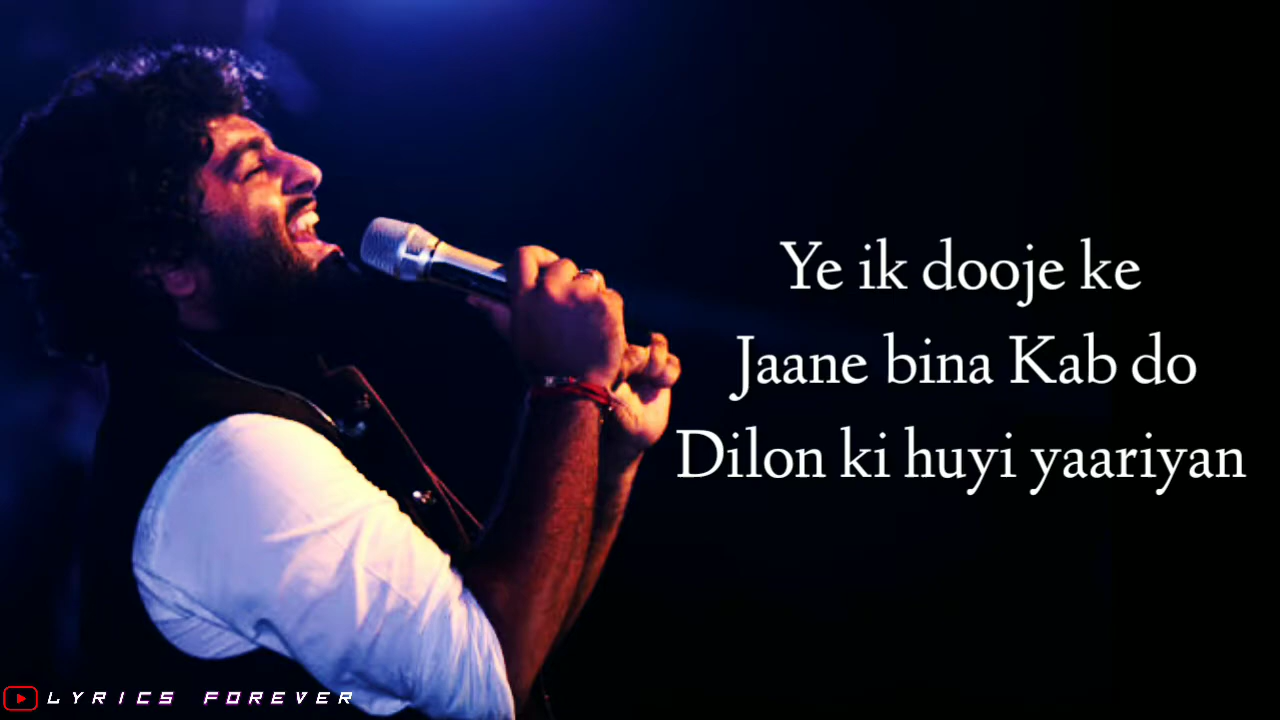 Ye ik dooje ke
Jaane bina Kab do
Dilon ki huyi yaariyan
LYRICS FOREVER